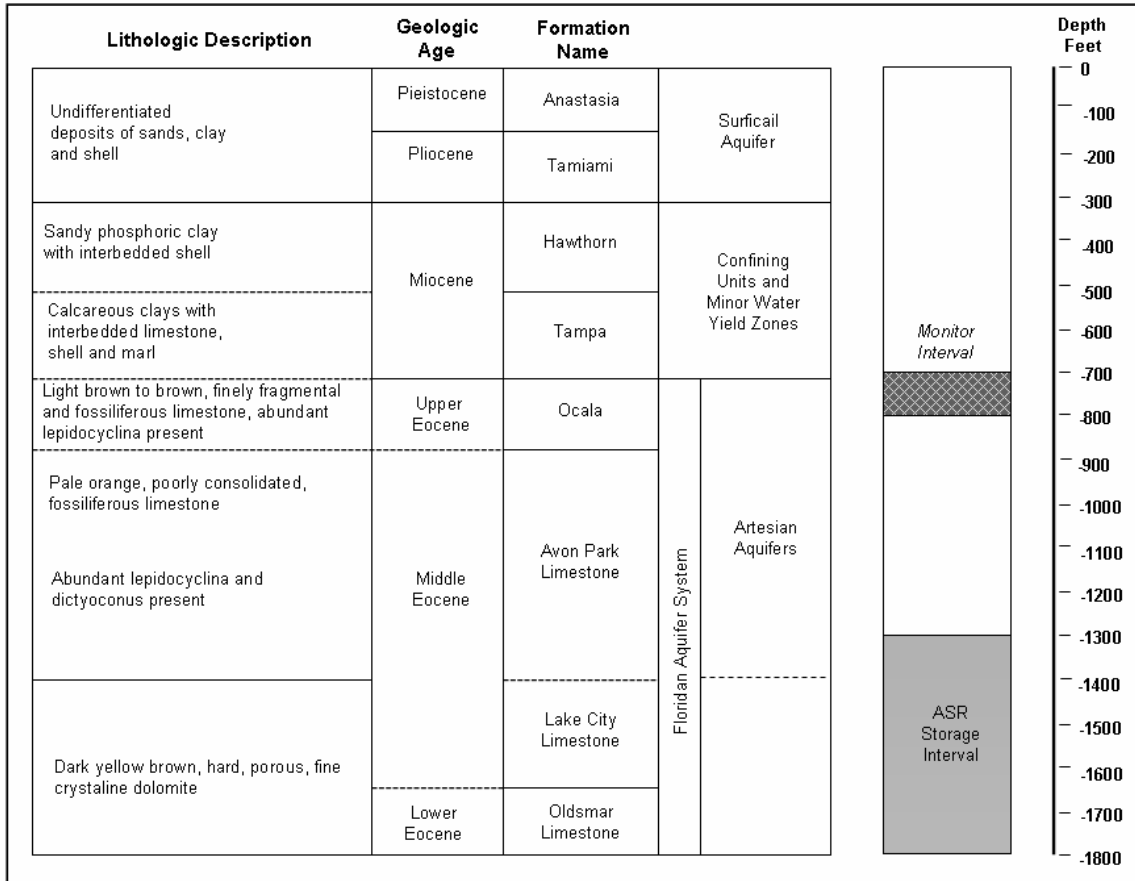 Lithologic Description
Geologic
Age
Formation
Name
Depth
Feet
Undifferentiated
deposits of sands, clay
and shell
Pieistocene
Anastasia
Surficail
Aquifer
Pliocene
Tamiami
Sandy phosphoric clay
with interbedded shell
Miocene
Hawthorn
Confining
Units and
Minor Water
Yield Zones
Calcareous clays with
interbedded limestone,
shell and marl
Tampa
Light brown to brown, finely fragmental
and fossiliferous limestone, abundant
lepidocyclina present
Upper
Eocene
Ocala
Floridan Aquifer System
Artesian
Aquifers
Pale orange, poorly consolidated,
fossiliferous limestone
Abundant lepidocyclina and
dictyoconus present
Middle
Eocene
Avon Park
Limestone
Dark yellow brown, hard, porous, fine
crystaline dolomite
Lake City
Limestone
Lower
Eocene
Oldsmar
Limestone
Monitor
Interval
ASR
Storage
Interval
0
-100
-200
-300
-400
-500
-600
-700
-800
-900
-1000
-1100
-1200
-1300
-1400
-1500
-1600
-1700
-1800